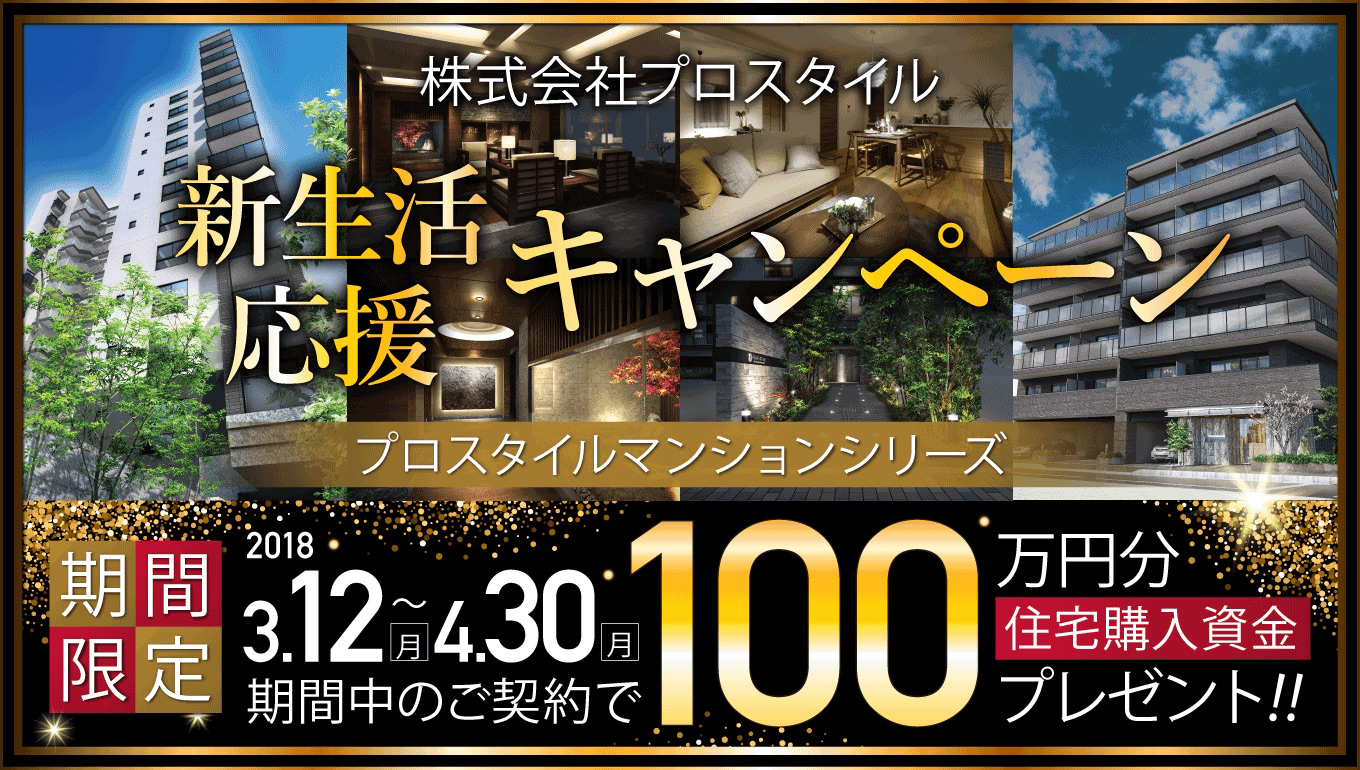 株式会社プロスタイル
新生活
応援
キャンペーン
プロスタイルマンションシリーズ
期間
限定
2018
3.12月～4.30月
期間中のご契約で
100
万円分
住宅購入資金
プレゼント!!